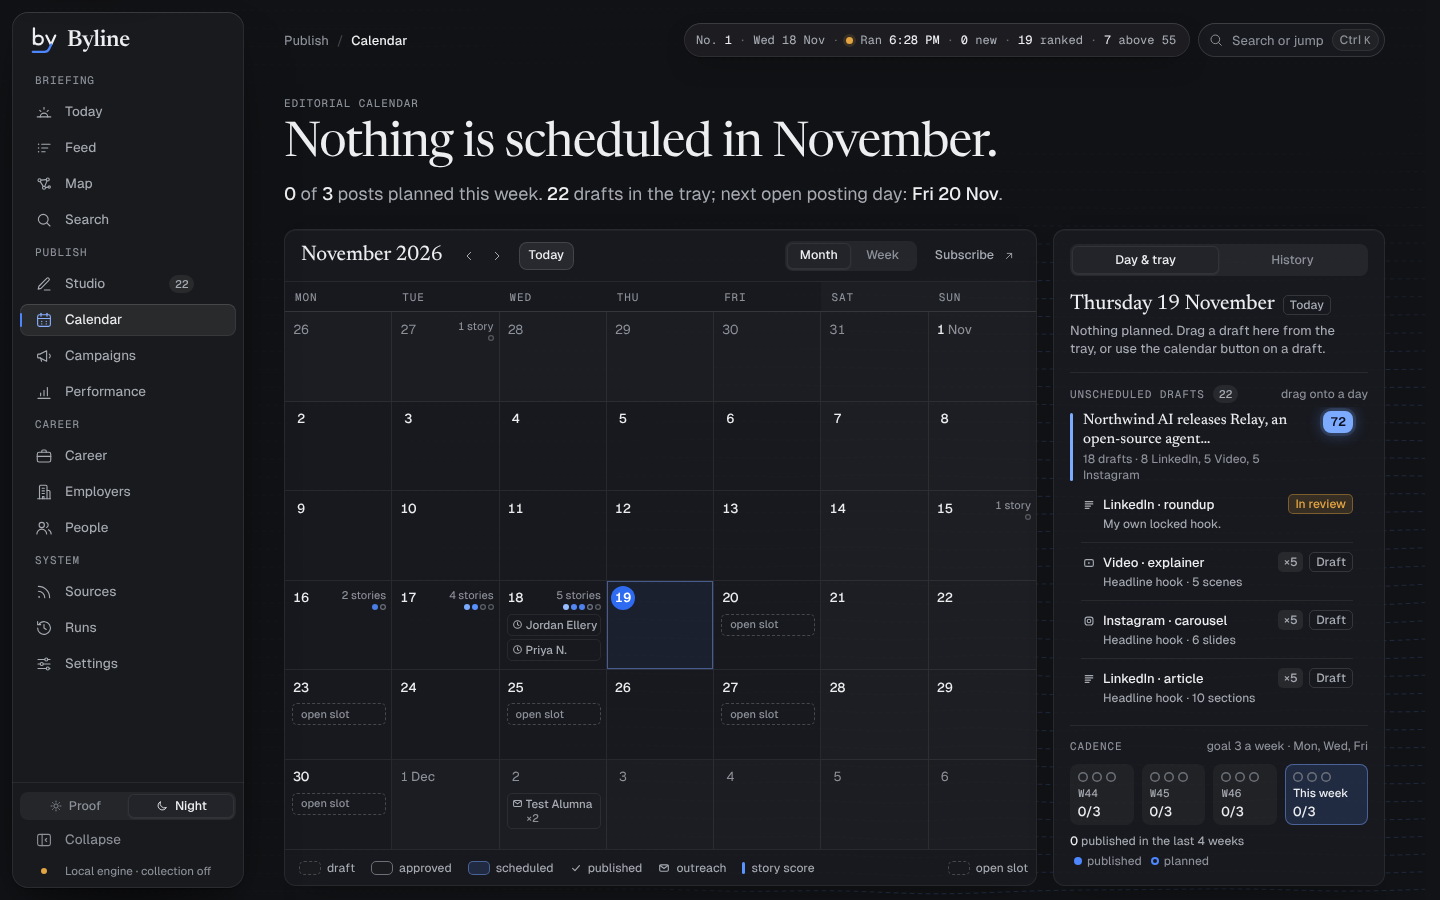 by Byline
BRIEFING
Today
Feed
Map
Search
PUBLISH
Studio 22
Calendar
Campaigns
Performance
CAREER
Career
Employers
People
SYSTEM
Sources
Runs
Settings
Proof Night
Collapse
Local engine · collection off
Publish / Calendar
No. 1 · Wed 18 Nov · Ran 6:28 PM · 0 new · 19 ranked · 7 above 55
Search or jump Ctrl K
EDITORIAL CALENDAR
Nothing is scheduled in November.
0 of 3 posts planned this week. 22 drafts in the tray; next open posting day: Fri 20 Nov.
November 2026 Today Month Week Subscribe
MON TUE WED THU FRI SAT SUN
26 27 1 story 28 29 30 31 1 Nov
2 3 4 5 6 7 8
9 10 11 12 13 14 15 1 story
16 2 stories 17 4 stories 18 5 stories 19 20 21 22
Jordan Ellery open slot
Priya N.
23 24 25 26 27 28 29
open slot open slot open slot
30 1 Dec 2 3 4 5 6
open slot Test Alumna
×2
draft approved scheduled published outreach story score open slot
Day & tray History
Thursday 19 November Today
Nothing planned. Drag a draft here from the
tray, or use the calendar button on a draft.
UNSCHEDULED DRAFTS 22 drag onto a day
Northwind AI releases Relay, an 72
open-source agent…
18 drafts · 8 LinkedIn, 5 Video, 5
Instagram
LinkedIn · roundup In review
My own locked hook.
Video · explainer ×5 Draft
Headline hook · 5 scenes
Instagram · carousel ×5 Draft
Headline hook · 6 slides
LinkedIn · article ×5 Draft
Headline hook · 10 sections
CADENCE goal 3 a week · Mon, Wed, Fri
W44 W45 W46 This week
0/3 0/3 0/3 0/3
0 published in the last 4 weeks
published planned